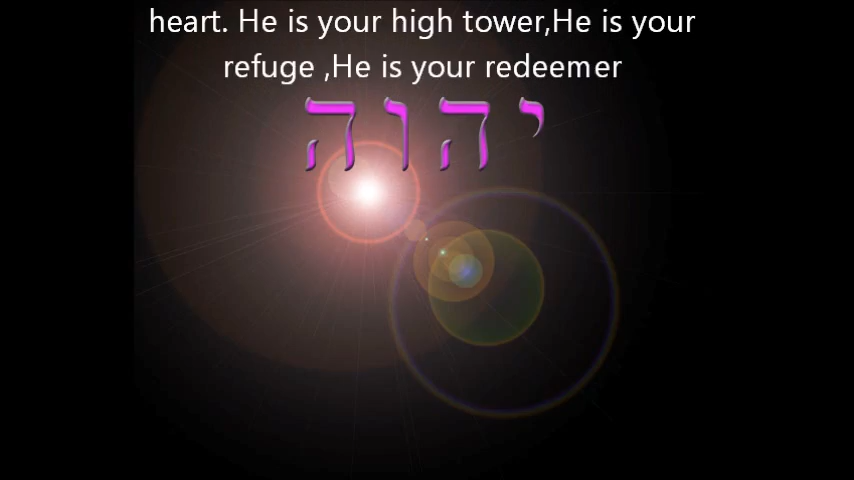 heart. He is your high tower,He is your
refuge ,He is your redeemer
יהוה